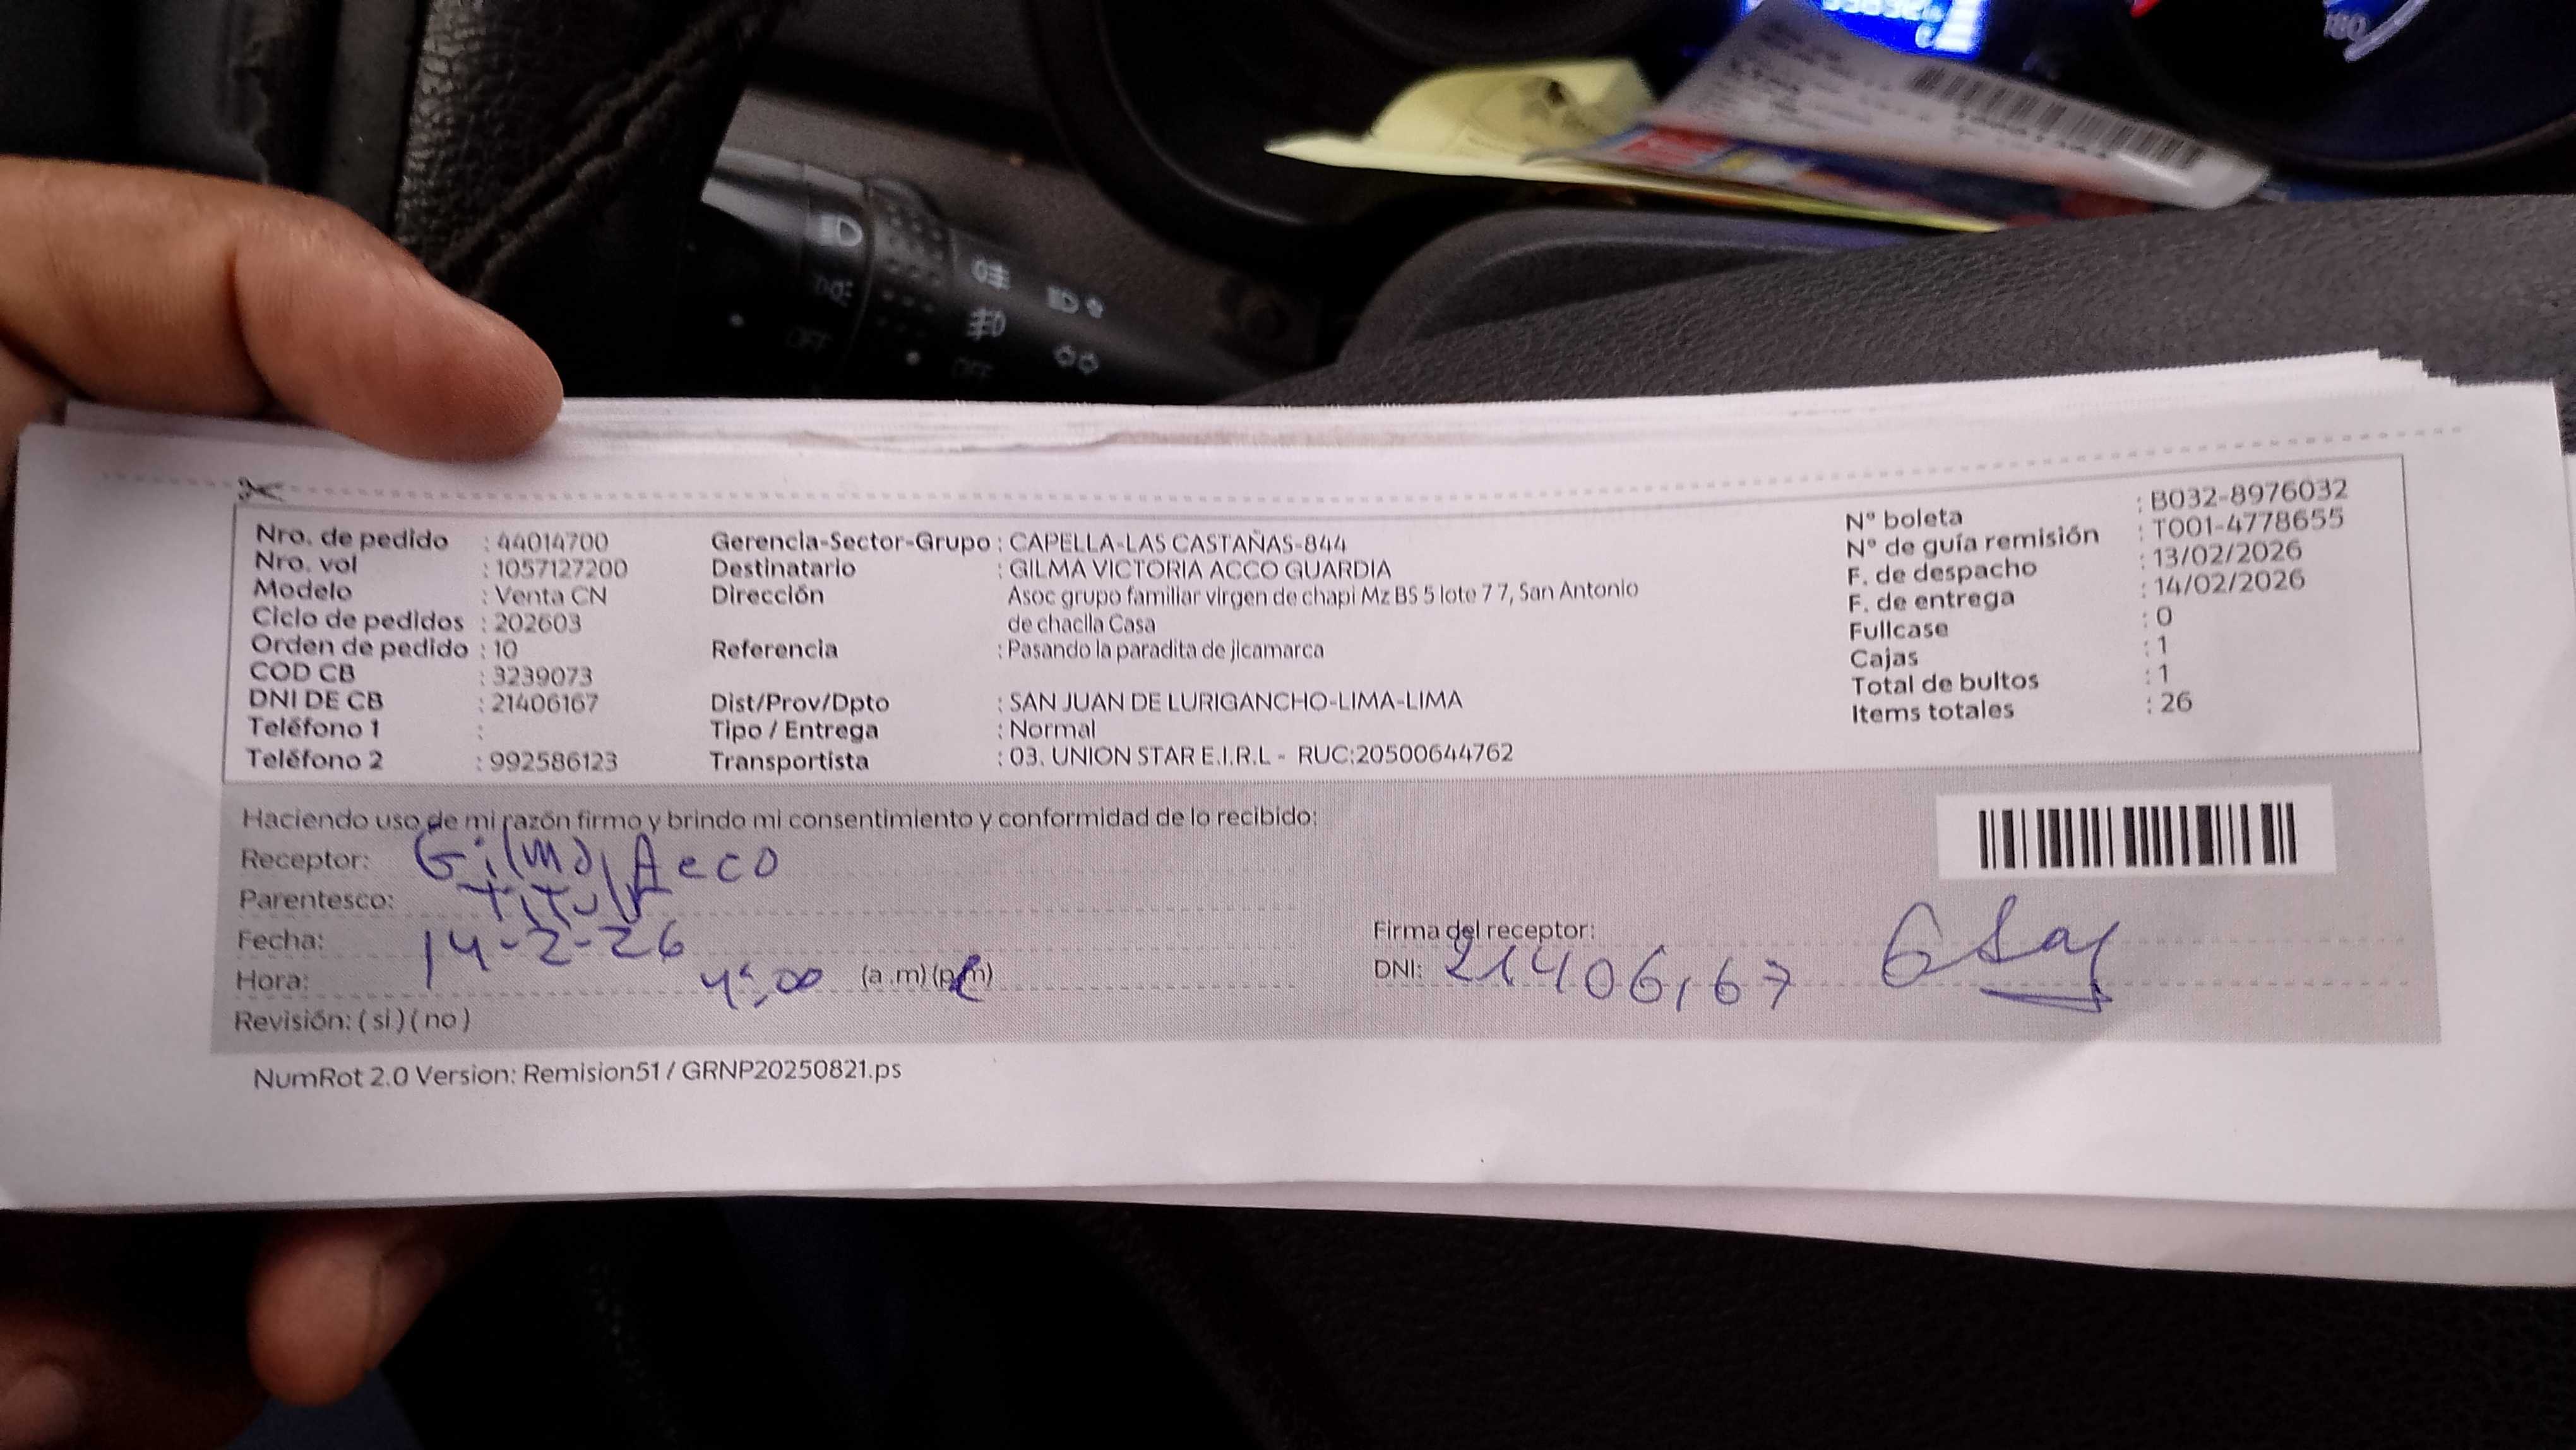 OFF
OFF
180
Nro. de pedido : 44014700
Nro. vol : 1057127200
Modelo : Venta CN
Ciclo de pedidos : 202603
Orden de pedido : 10
COD CB : 3239073
DNI DE CB : 21406167
Teléfono 1 :
Teléfono 2 : 992586123
Gerencia-Sector-Grupo : CAPELLA-LAS CASTAÑAS-844
Destinatario : GILMA VICTORIA ACCO GUARDIA
Dirección Asoc grupo familiar virgen de chapi Mz BS 5 lote 7 7, San Antonio
de chaclla Casa
Referencia : Pasando la paradita de jicamarca
Dist/Prov/Dpto : SAN JUAN DE LURIGANCHO-LIMA-LIMA
Tipo / Entrega : Normal
Transportista : 03. UNION STAR E.I.R.L - RUC:20500644762
N° boleta : B032-8976032
N° de guía remisión : T001-4778655
F. de despacho : 13/02/2026
F. de entrega : 14/02/2026
Fullcase : 0
Cajas : 1
Total de bultos : 1
Items totales : 26
Haciendo uso de mi razón firmo y brindo mi consentimiento y conformidad de lo recibido:
Receptor: Gilma Acco
Parentesco:
Fecha: 14-2-26
Hora: 4:00 (a.m) (p.m)
Revisión: ( si ) ( no )
Firma del receptor:
DNI: 21406167
NumRot 2.0 Version: Remision51 / GRNP20250821.ps